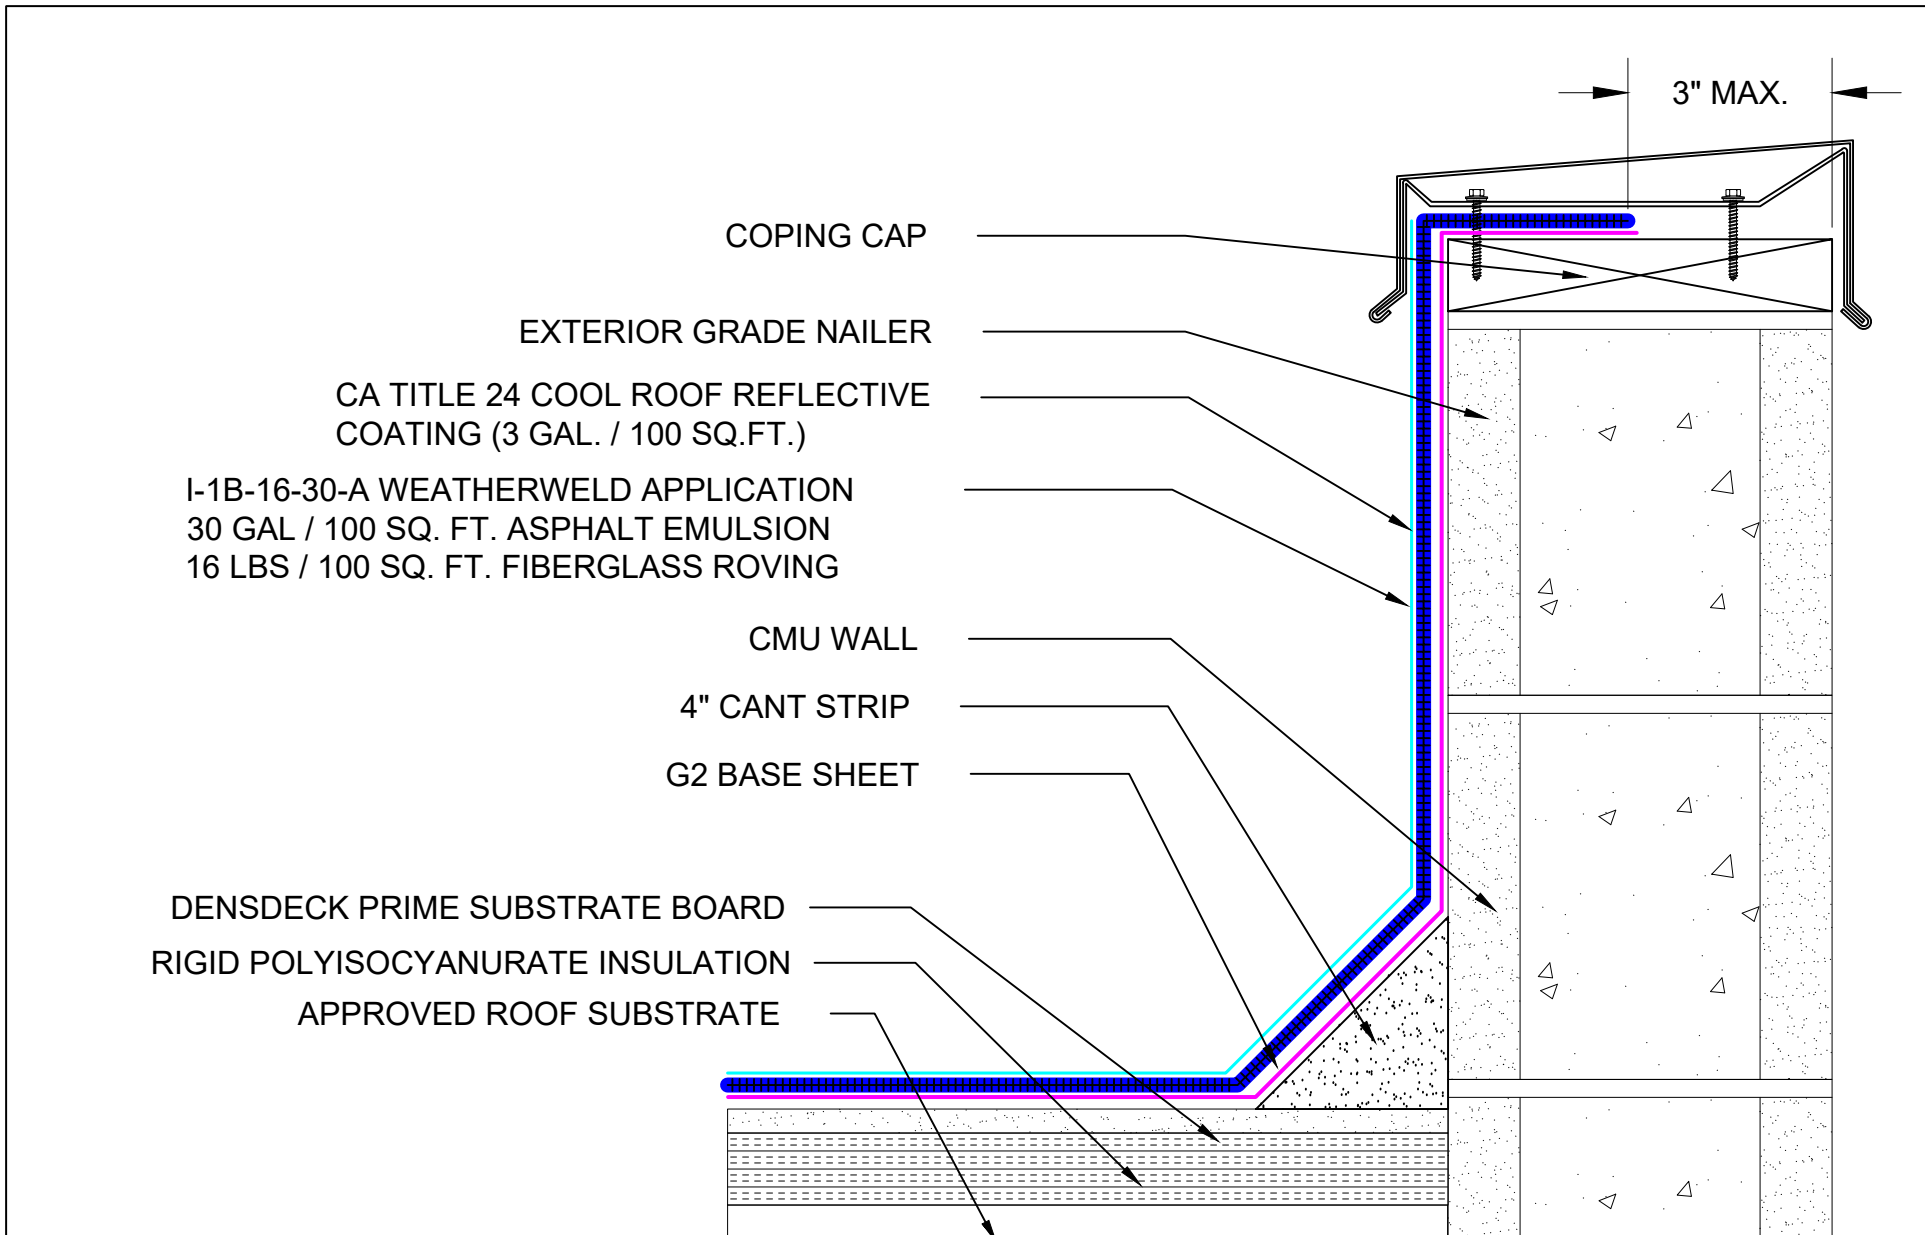 3" MAX.
COPING CAP
EXTERIOR GRADE NAILER
CA TITLE 24 COOL ROOF REFLECTIVE
COATING (3 GAL. / 100 SQ.FT.)
I-1B-16-30-A WEATHERWELD APPLICATION
30 GAL / 100 SQ. FT. ASPHALT EMULSION
16 LBS / 100 SQ. FT. FIBERGLASS ROVING
CMU WALL
4" CANT STRIP
G2 BASE SHEET
DENSDECK PRIME SUBSTRATE BOARD
RIGID POLYISOCYANURATE INSULATION
APPROVED ROOF SUBSTRATE